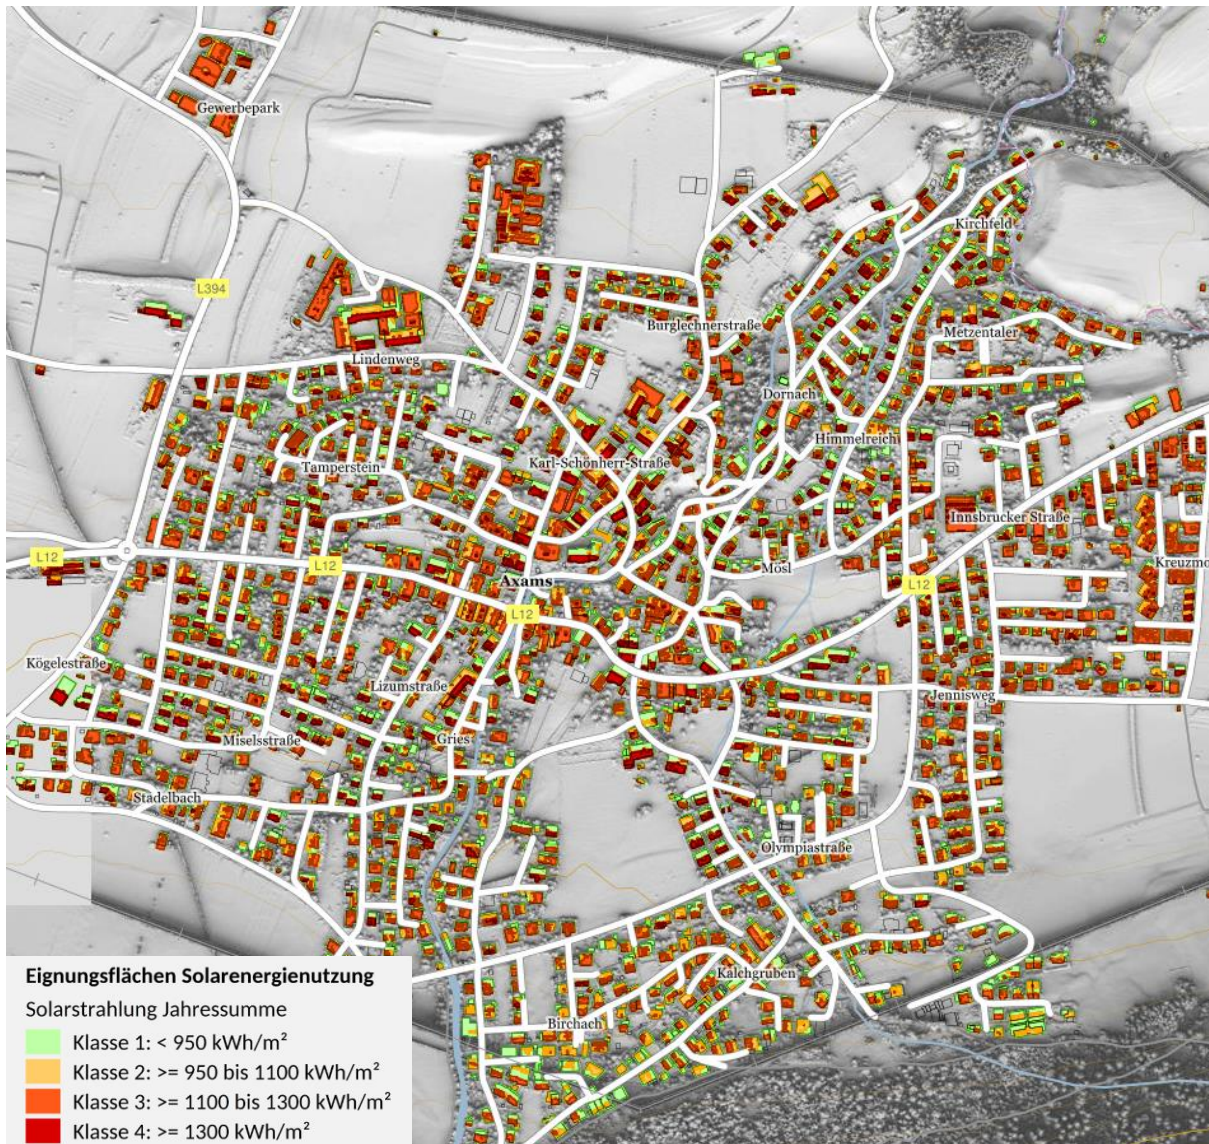 Gewerbepark
Kirchfeld
L394
Burglechnerstraße
Metzentaler
Lindenweg
Dornach
Himmelreich
Tamperstein
Karl-Schönherr-Straße
Innsbrucker Straße
L12
L12
Mösl
Kreuzmo
Axams
L12
L12
Kögelestraße
Lizumstraße
Jennisweg
Gries
Miselsstraße
Stadelbach
Olympiastraße
Kalchgruben
Birchach
Eignungsflächen Solarenergienutzung
Solarstrahlung Jahressumme
Klasse 1: < 950 kWh/m²
Klasse 2: >= 950 bis 1100 kWh/m²
Klasse 3: >= 1100 bis 1300 kWh/m²
Klasse 4: >= 1300 kWh/m²